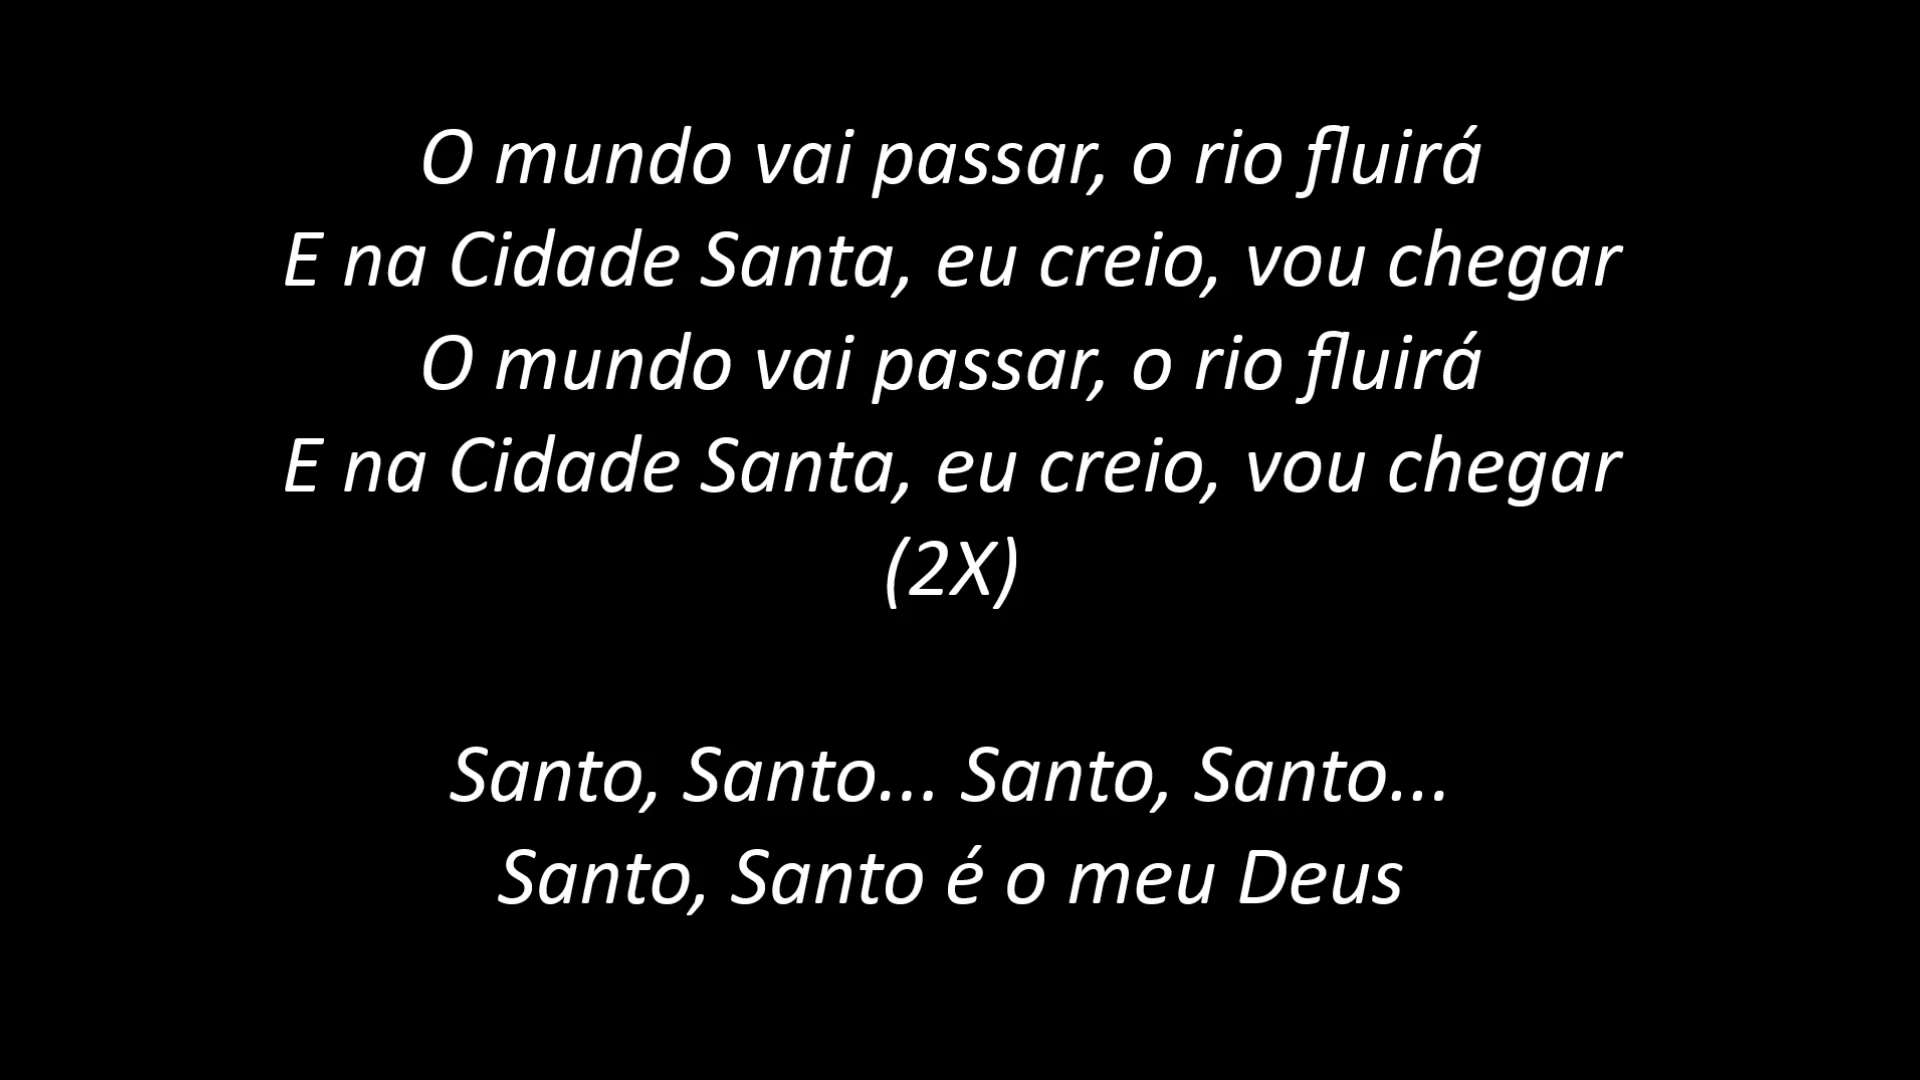 O mundo vai passar, o rio fluirá
E na Cidade Santa, eu creio, vou chegar
O mundo vai passar, o rio fluirá
E na Cidade Santa, eu creio, vou chegar
(2X)
Santo, Santo... Santo, Santo...
Santo, Santo é o meu Deus